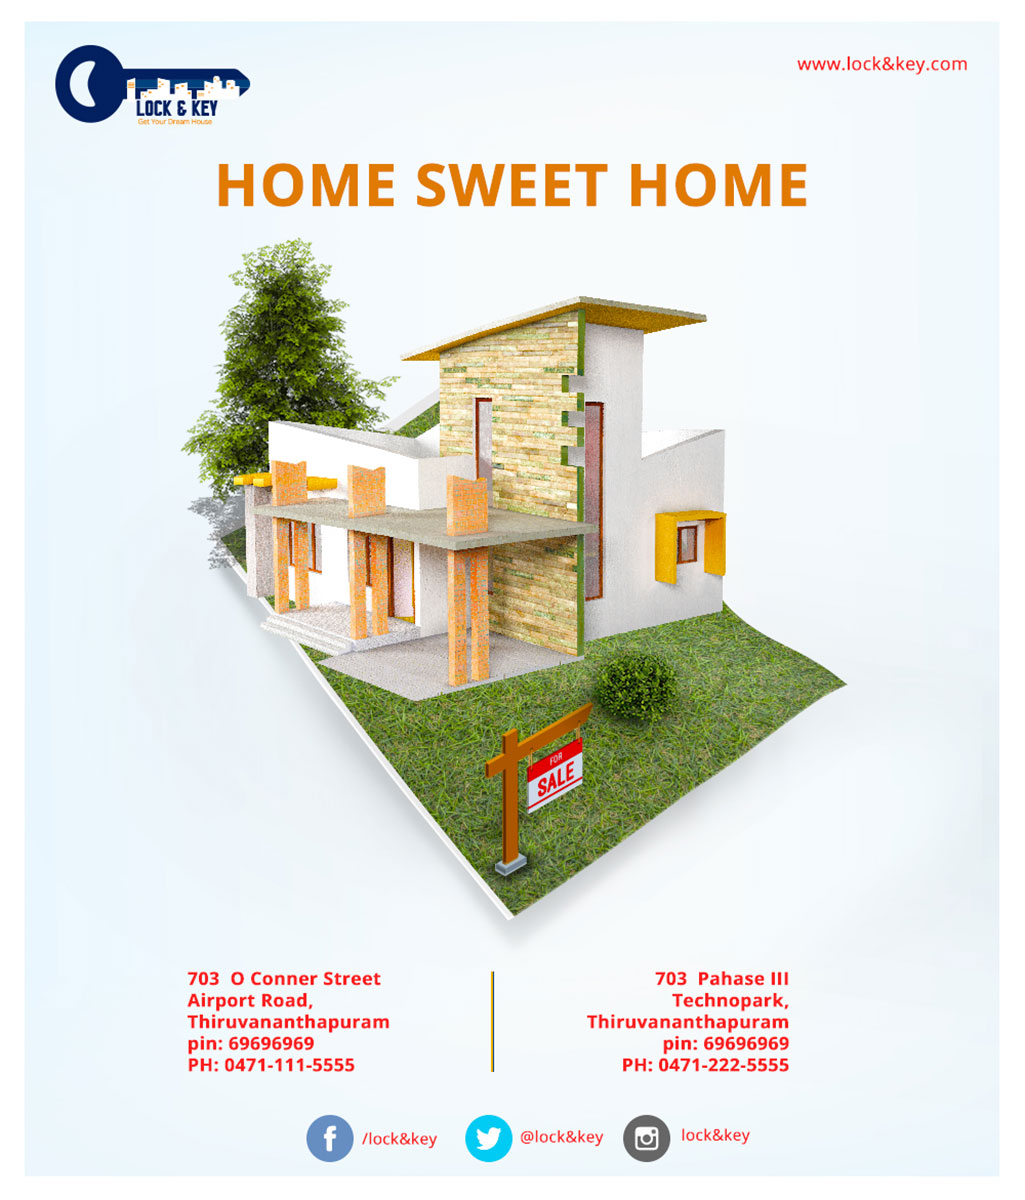 LOCK & KEY
Get Your Dream House
www.lock&key.com
HOME SWEET HOME
FOR
SALE
703 O Conner Street
Airport Road,
Thiruvananthapuram
pin: 69696969
PH: 0471-111-5555
703 Pahase III
Technopark,
Thiruvananthapuram
pin: 69696969
PH: 0471-222-5555
/lock&key
@lock&key
lock&key